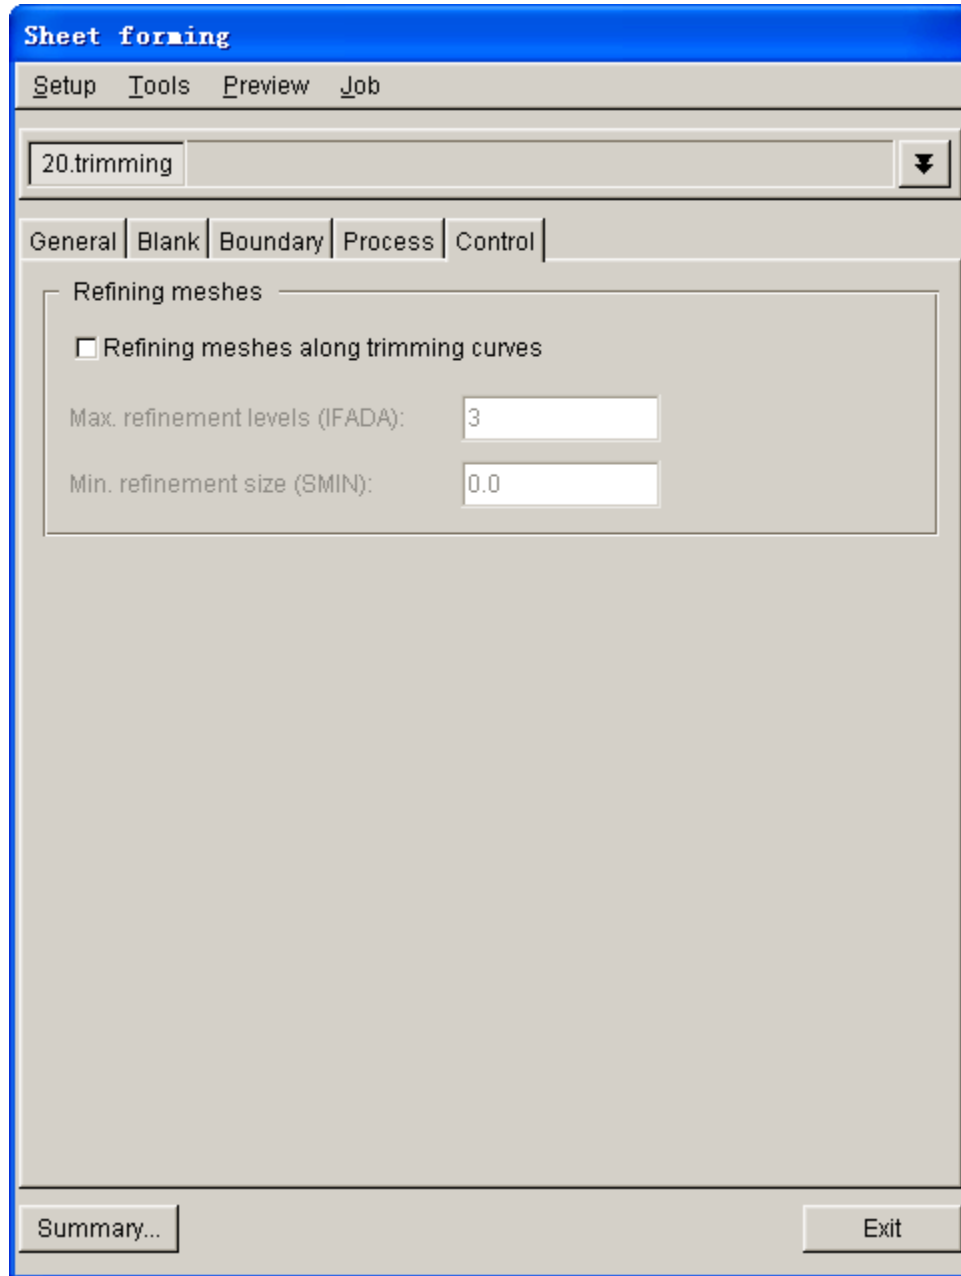 Sheet forming
Setup Tools Preview Job
20.trimming
General Blank Boundary Process Control
Refining meshes
Refining meshes along trimming curves
Max. refinement levels (IFADA): 3
Min. refinement size (SMIN): 0.0
Summary... Exit